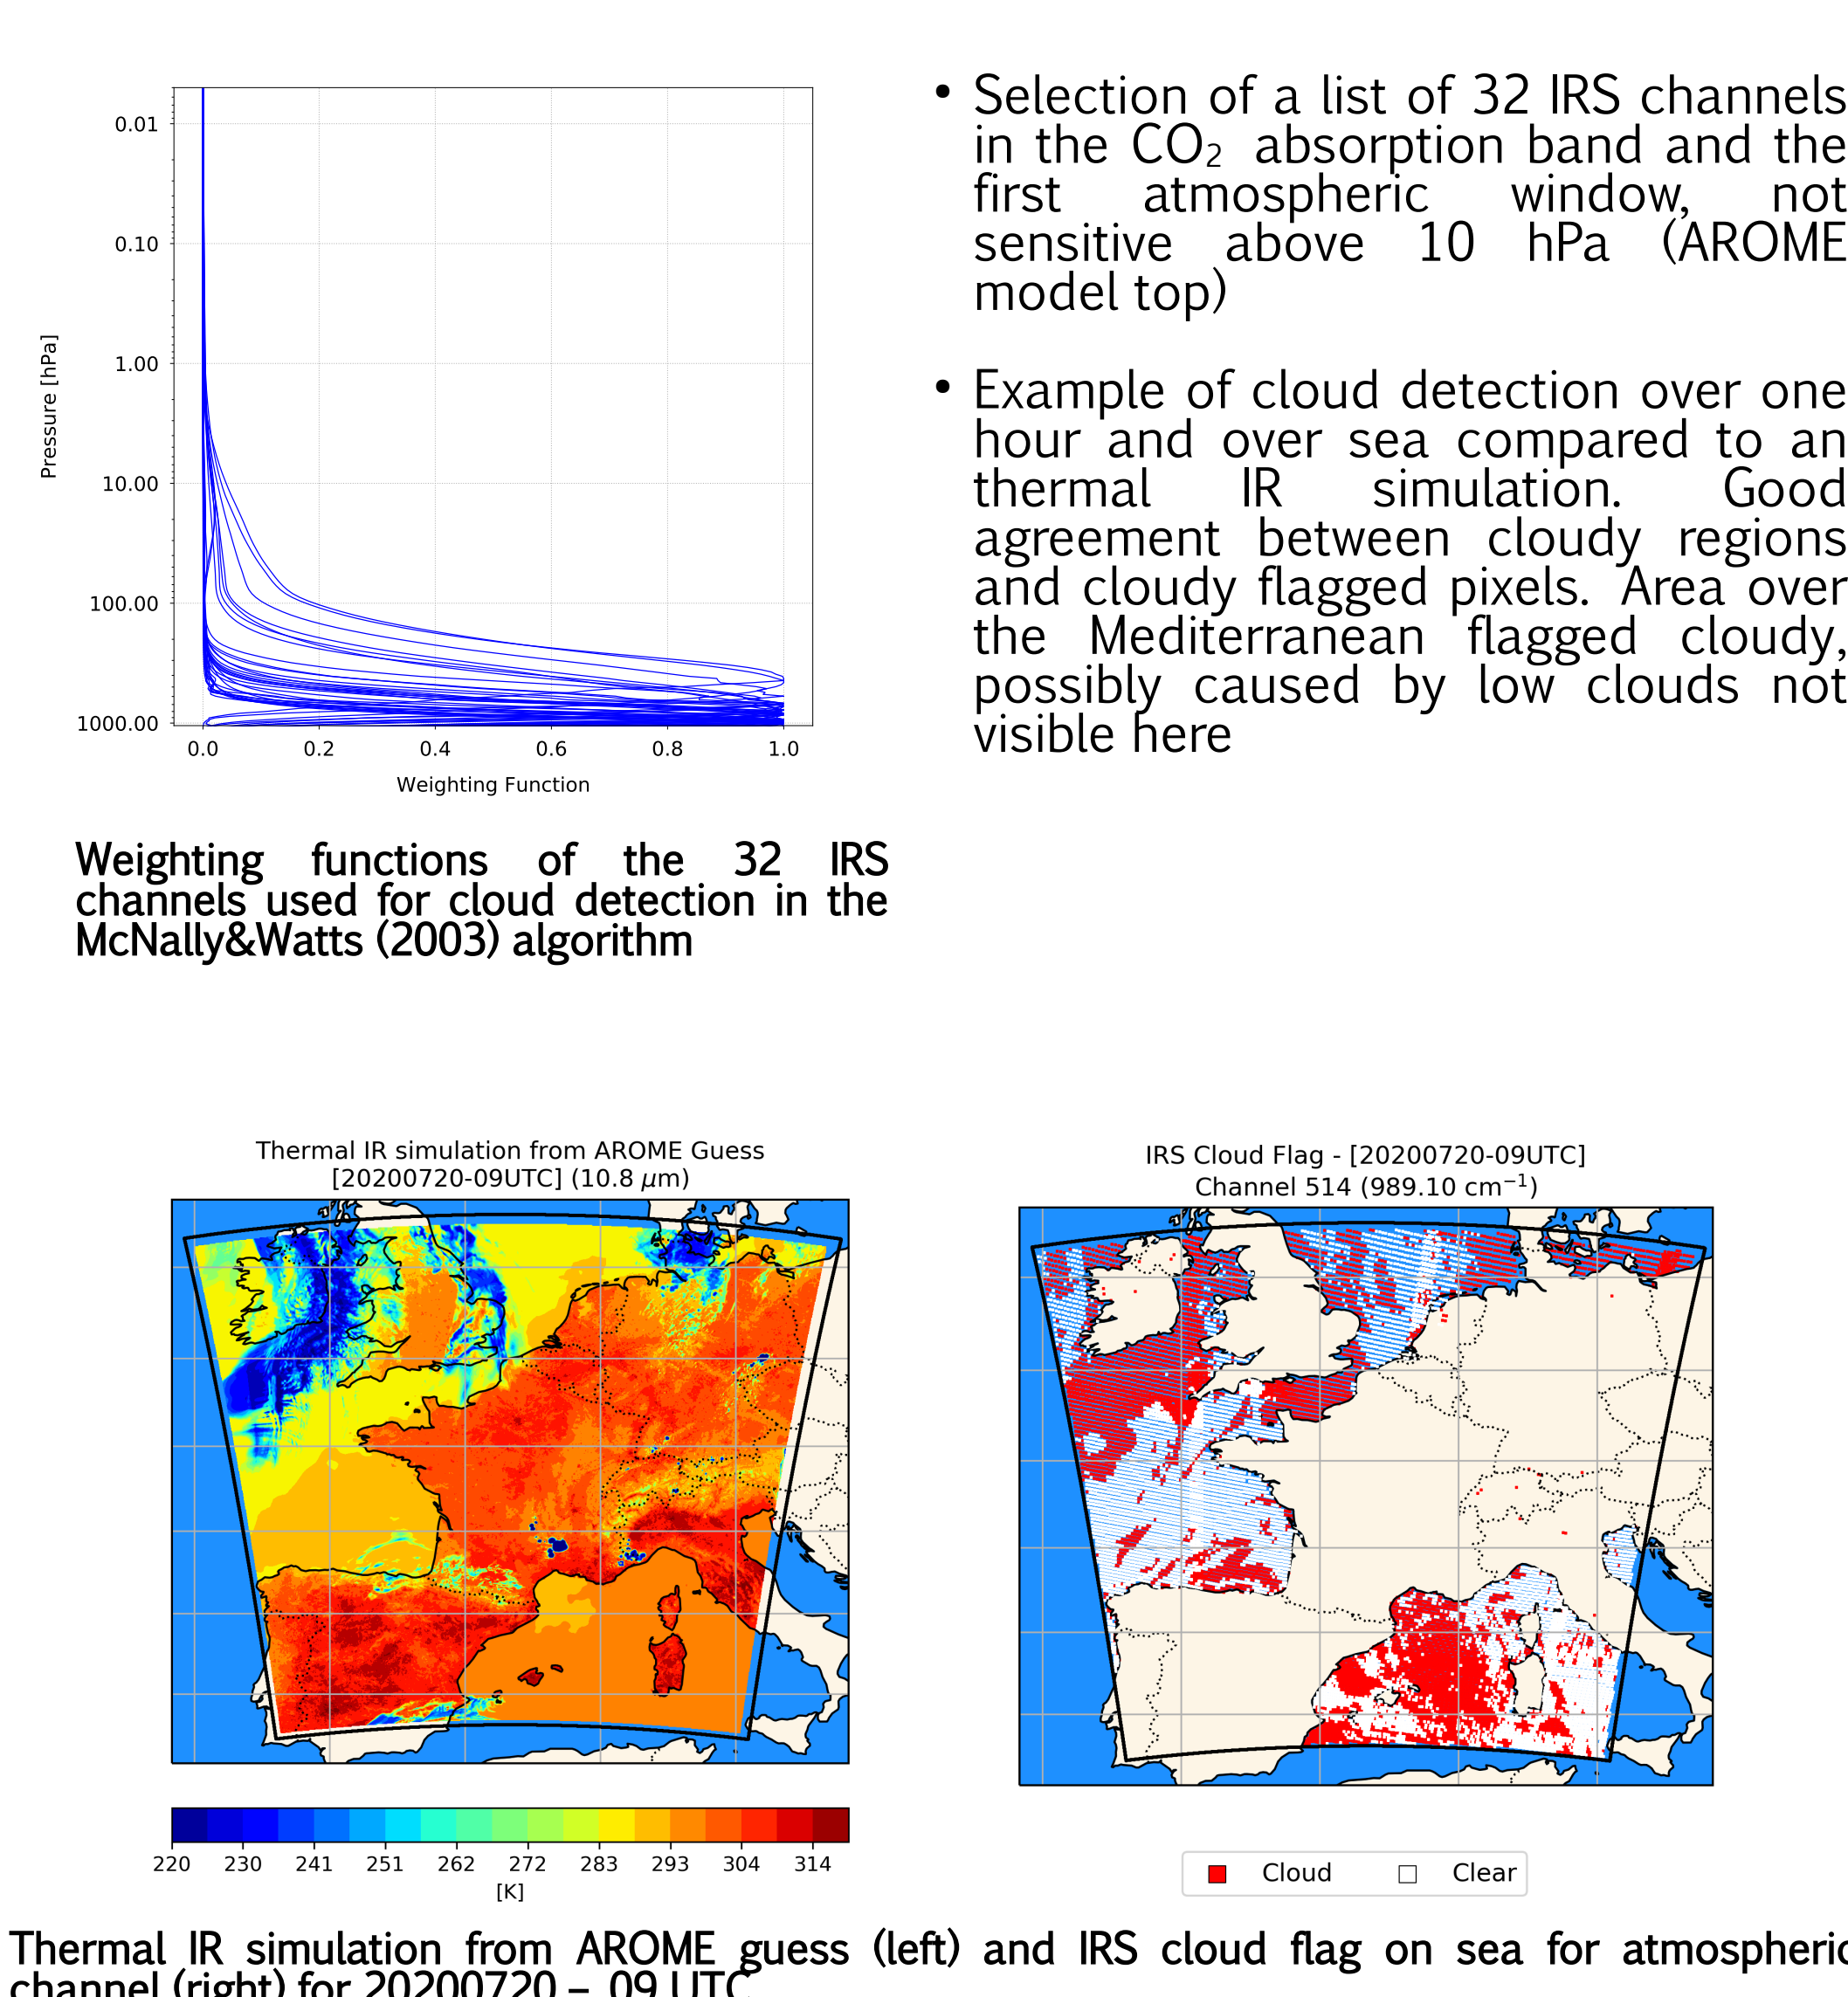 0.01
0.10
1.00
10.00
100.00
1000.00
Pressure [hPa]
0.0 0.2 0.4 0.6 0.8 1.0
Weighting Function
Weighting functions of the 32 IRS
channels used for cloud detection in the
McNally&Watts (2003) algorithm
• Selection of a list of 32 IRS channels
in the CO₂ absorption band and the
first atmospheric window, not
sensitive above 10 hPa (AROME
model top)
• Example of cloud detection over one
hour and over sea compared to an
thermal IR simulation. Good
agreement between cloudy regions
and cloudy flagged pixels. Area over
the Mediterranean flagged cloudy,
possibly caused by low clouds not
visible here
Thermal IR simulation from AROME Guess
[20200720-09UTC] (10.8 μm)
220 230 241 251 262 272 283 293 304 314
[K]
IRS Cloud Flag - [20200720-09UTC]
Channel 514 (989.10 cm⁻¹)
Cloud Clear
Thermal IR simulation from AROME guess (left) and IRS cloud flag on sea for atmospheric
channel (right) for 20200720 – 09 UTC